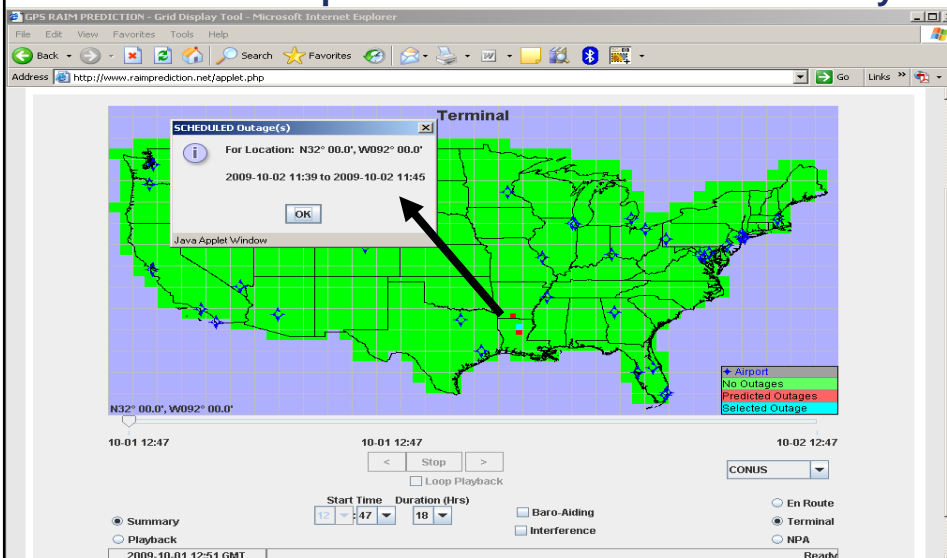 GPS RAIM PREDICTION - Grid Display Tool - Microsoft Internet Explorer
File Edit View Favorites Tools Help
Back Search Favorites
Address http://www.raimprediction.net/applet.php Go Links »
Terminal
SCHEDULED Outage(s)
For Location: N32° 00.0', W092° 00.0'
2009-10-02 11:39 to 2009-10-02 11:45
OK
Java Applet Window
Airport
No Outages
Predicted Outages
Selected Outage
N32° 00.0', W092° 00.0'
10-01 12:47 10-01 12:47 10-02 12:47
< Stop >
CONUS
Loop Playback
Start Time Duration (Hrs)
12 : 47 18
Baro-Aiding
Interference
En Route
Terminal
NPA
Summary
Playback
2009-10-01 12:51 GMT Ready